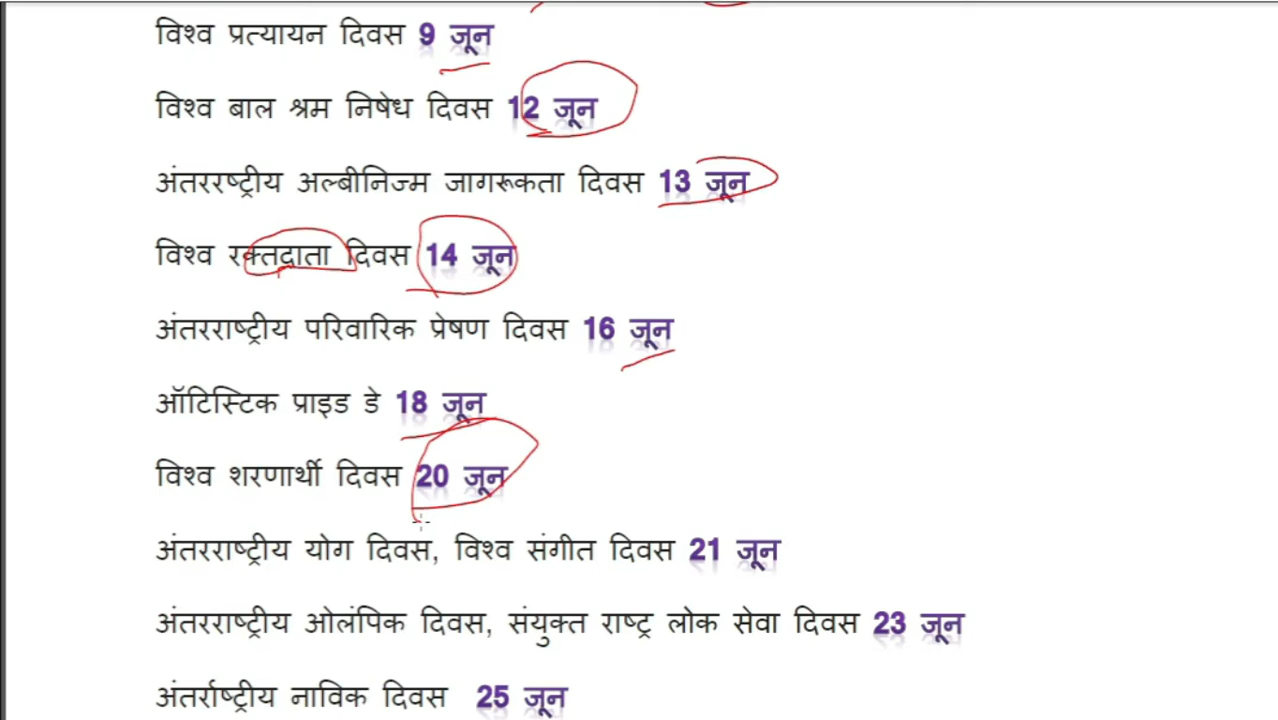 विश्व प्रत्यायन दिवस 9 जून
विश्व बाल श्रम निषेध दिवस 12 जून
अंतररष्ट्रीय अल्बीनिज्म जागरूकता दिवस 13 जून
विश्व रक्तदाता दिवस 14 जून
अंतरराष्ट्रीय परिवारिक प्रेषण दिवस 16 जून
ऑटिस्टिक प्राइड डे 18 जून
विश्व शरणार्थी दिवस 20 जून
अंतरराष्ट्रीय योग दिवस, विश्व संगीत दिवस 21 जून
अंतरराष्ट्रीय ओलंपिक दिवस, संयुक्त राष्ट्र लोक सेवा दिवस 23 जून
अंतर्राष्ट्रीय नाविक दिवस 25 जून